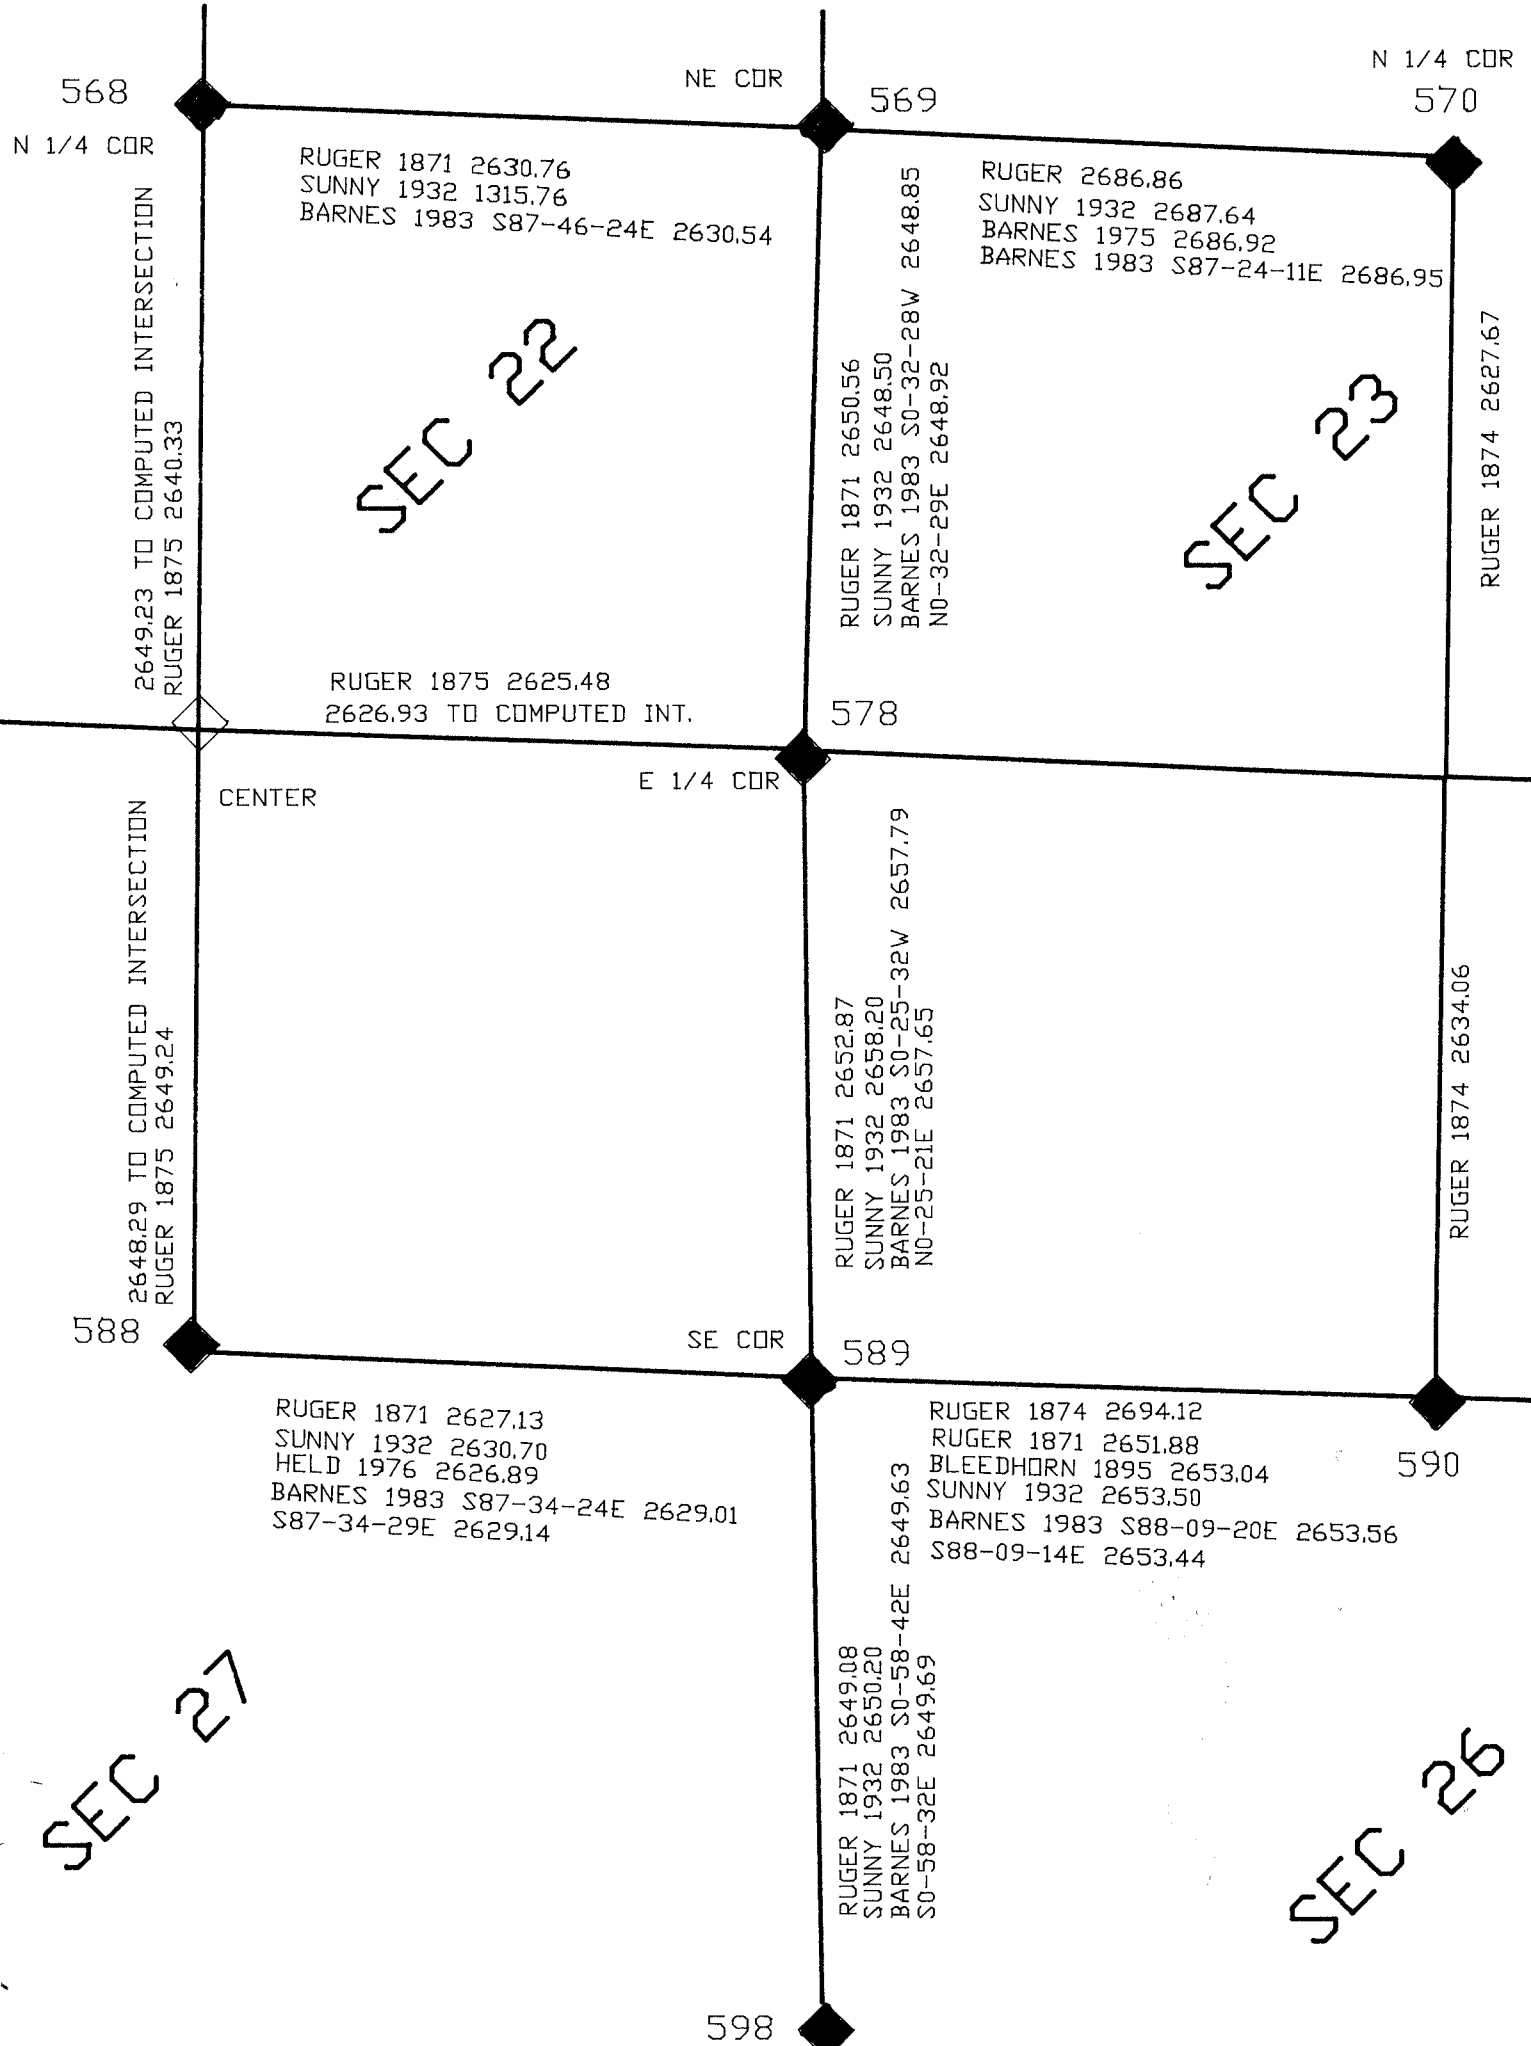 N 1/4 COR
NE COR
568
569
570
N 1/4 COR
RUGER 1871 2630.76
SUNNY 1932 1315.76
BARNES 1983 S87-46-24E 2630.54
RUGER 2686.86
SUNNY 1932 2687.64
BARNES 1975 2686.92
BARNES 1983 S87-24-11E 2686.95
2649.23 TO COMPUTED INTERSECTION
RUGER 1875 2640.33
SEC 22
RUGER 1871 2650.56
SUNNY 1932 2648.50
BARNES 1983 S0-32-28W 2648.85
N0-32-29E 2648.92
SEC 23
RUGER 1874 2627.67
RUGER 1875 2625.48
2626.93 TO COMPUTED INT.
578
E 1/4 COR
CENTER
2648.29 TO COMPUTED INTERSECTION
RUGER 1875 2649.24
RUGER 1871 2652.87
SUNNY 1932 2658.20
BARNES 1983 S0-25-32W 2657.79
N0-25-21E 2657.65
RUGER 1874 2634.06
588
SE COR
589
590
RUGER 1871 2627.13
SUNNY 1932 2630.70
HELD 1976 2626.89
BARNES 1983 S87-34-24E 2629.01
S87-34-29E 2629.14
RUGER 1874 2694.12
RUGER 1871 2651.88
BLEEDHORN 1895 2653.04
SUNNY 1932 2653.50
BARNES 1983 S88-09-20E 2653.56
S88-09-14E 2653.44
RUGER 1871 2649.08
SUNNY 1932 2650.20
BARNES 1983 S0-58-42E 2649.63
S0-58-32E 2649.69
SEC 27
SEC 26
598